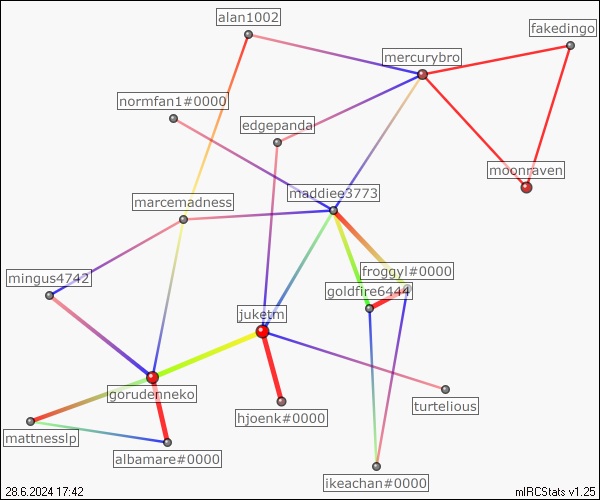 alan1002
fakedingo
mercurybro
normfan1#0000
edgepanda
moonraven
maddiee3773
marcemadness
froggyl#0000
mingus4742
goldfire6444
juketm
gorudenneko
turtelious
hjoenk#0000
mattnesslp
albamare#0000
ikeachan#0000
28.6.2024 17:42
mIRCStats v1.25